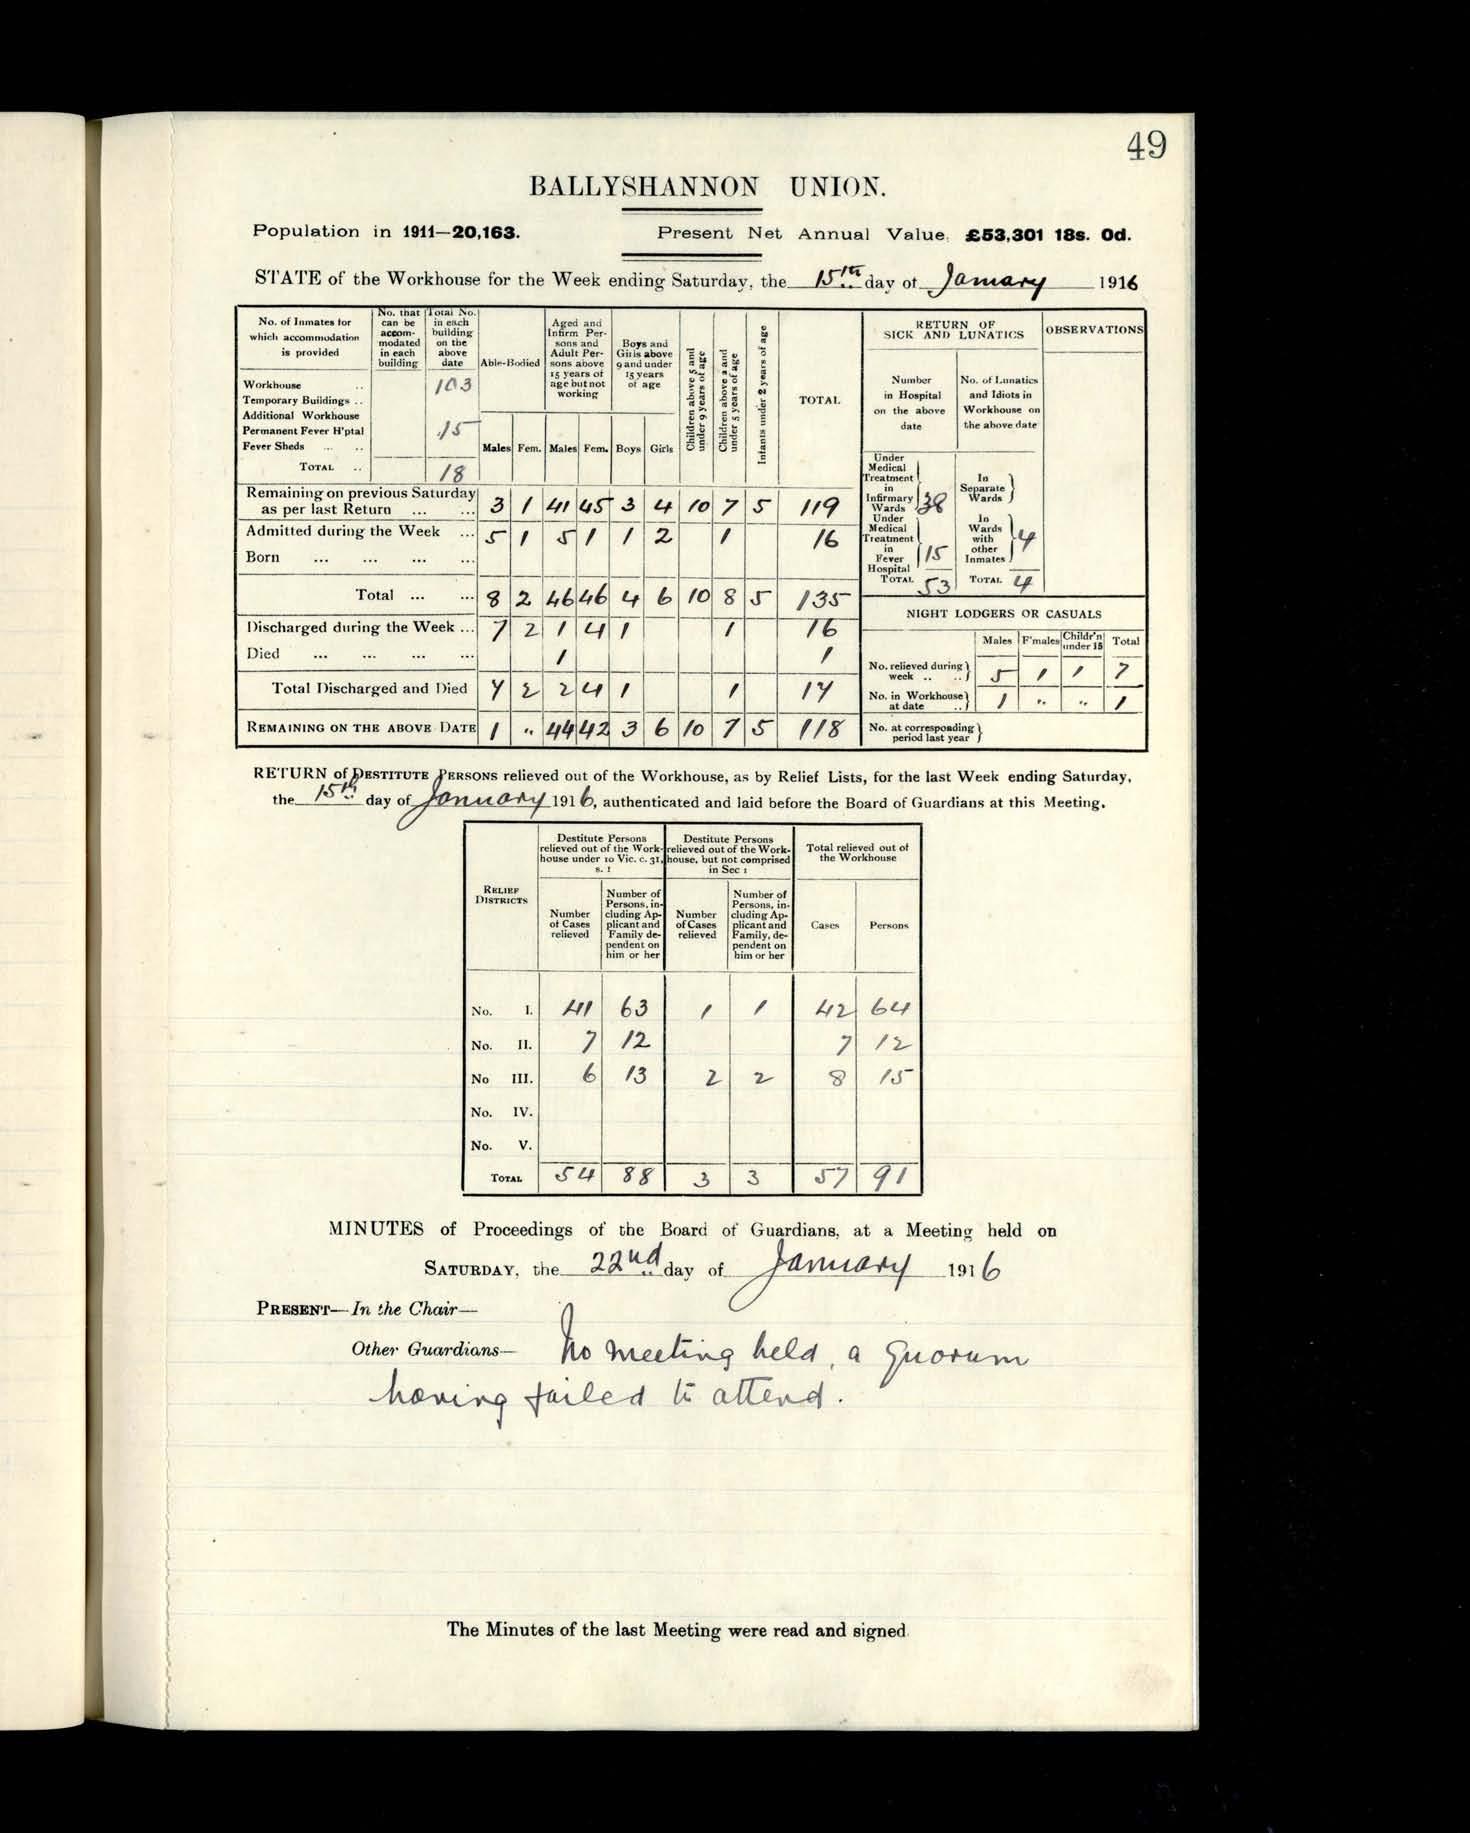 49
BALLYSHANNON UNION.
Population in 1911—20,163. Present Net Annual Value, £53,301 18s. 0d.
STATE of the Workhouse for the Week ending Saturday, the 15th day of January 1916
No. of Inmates for which accommodation is provided
No. that can be accom-modated in each building
Total No. in each building on the above date
Able-Bodied
Aged and Infirm Per-sons and Adult Per-sons above 15 years of age but not working
Boys and Girls above 9 and under 15 years of age
Children above 5 and under 9 years of age
Children above 2 and under 5 years of age
Infants under 2 years of age
TOTAL
Males Fem. Males Fem. Boys Girls
Workhouse .. 103
Temporary Buildings ..
Additional Workhouse
Permanent Fever H'ptal 15
Fever Sheds ... ..
TOTAL .. 18
Remaining on previous Saturday
as per last Return ... ... 3 1 41 45 3 4 10 7 5 119
Admitted during the Week ... 5 1 5 1 1 2 1 16
Born ... ... ... ...
Total ... ... 8 2 46 46 4 6 10 8 5 135
Discharged during the Week ... 7 2 1 4 1 1 16
Died ... ... ... ... 1 1
Total Discharged and Died 7 2 2 4 1 1 17
REMAINING ON THE ABOVE DATE 1 " 44 42 3 6 10 7 5 118
RETURN OF
SICK AND LUNATICS
OBSERVATIONS
Number in Hospital on the above date
No. of Lunatics and Idiots in Workhouse on the above date
Under Medical Treatment in Infirmary Wards } 38
In Separate Wards }
Under Medical Treatment in Fever Hospital } 15
In Wards with other Inmates } 4
TOTAL 53 TOTAL 4
NIGHT LODGERS OR CASUALS
Males F'males Childr'n under 15 Total
No. relieved during week .. .. } 5 1 1 7
No. in Workhouse at date .. } 1 " " 1
No. at corresponding period last year }
RETURN of DESTITUTE PERSONS relieved out of the Workhouse, as by Relief Lists, for the last Week ending Saturday,
the 15th day of January 1916, authenticated and laid before the Board of Guardians at this Meeting.
RELIEF DISTRICTS
Destitute Persons relieved out of the Work-house under 10 Vic. c. 31, s. 1
Destitute Persons relieved out of the Work-house, but not comprised in Sec 1
Total relieved out of the Workhouse
Number of Cases relieved
Number of Persons, in-cluding Ap-plicant and Family de-pendent on him or her
Number of Cases relieved
Number of Persons, in-cluding Ap-plicant and Family, de-pendent on him or her
Cases
Persons
No. I. 41 63 1 1 42 64
No. II. 7 12 7 12
No III. 6 13 2 2 8 15
No. IV.
No. V.
TOTAL 54 88 3 3 57 91
MINUTES of Proceedings of the Board of Guardians, at a Meeting held on
SATURDAY, the 22nd day of January 1916
PRESENT—In the Chair—
Other Guardians— No meeting held, a quorum
having failed to attend.
The Minutes of the last Meeting were read and signed.